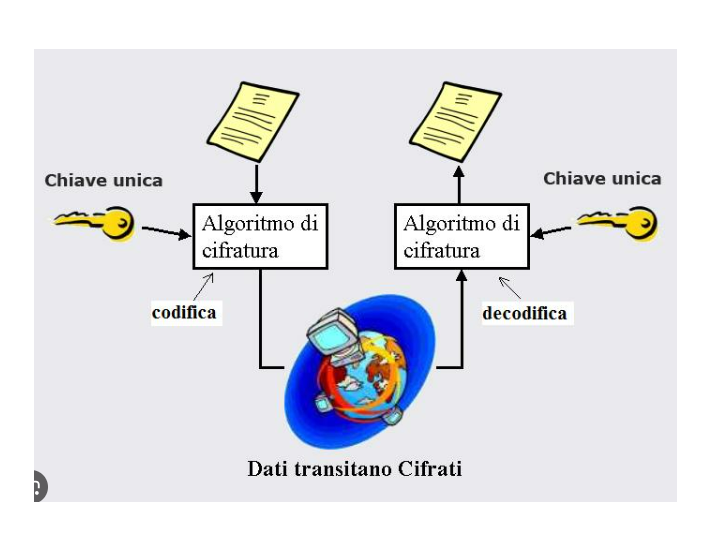 Chiave unica
Chiave unica
Algoritmo di
cifratura
Algoritmo di
cifratura
codifica
decodifica
Dati transitano Cifrati